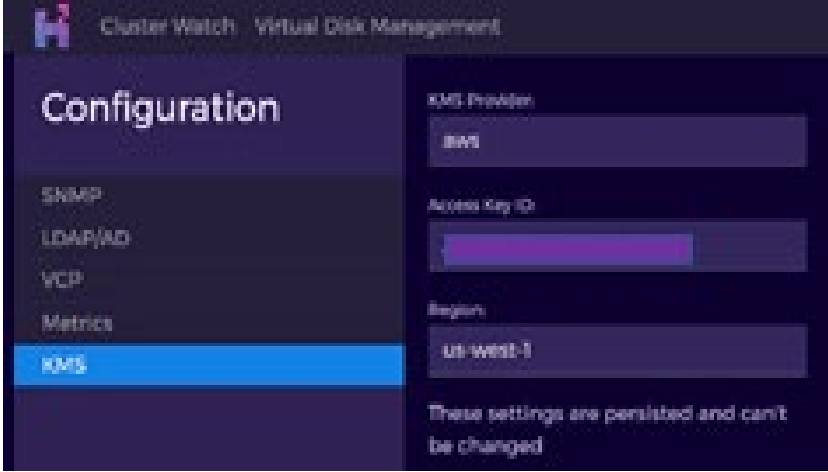 Cluster Watch Virtual Disk Management
Configuration
SNMP
LDAP/AD
VCP
Metrics
KMS
KMS Provider:
aws
Access Key ID:
Region:
us-west-1
These settings are persisted and can't
be changed